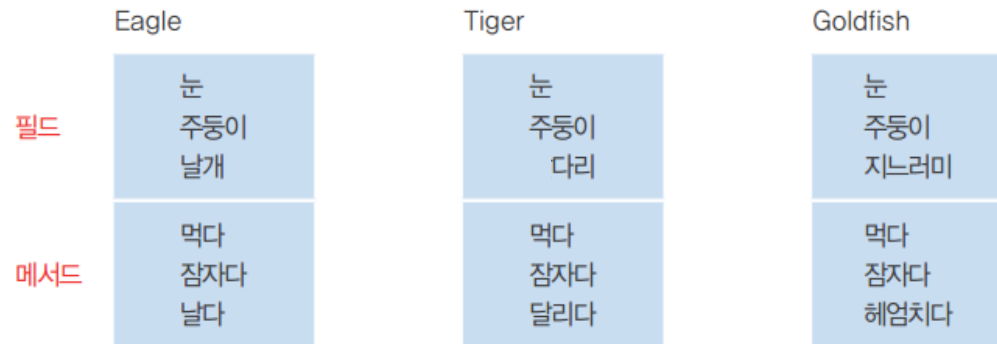 Eagle
눈
주둥이
날개
먹다
잠자다
날다
Tiger
눈
주둥이
다리
먹다
잠자다
달리다
Goldfish
눈
주둥이
지느러미
먹다
잠자다
헤엄치다
필드
메서드